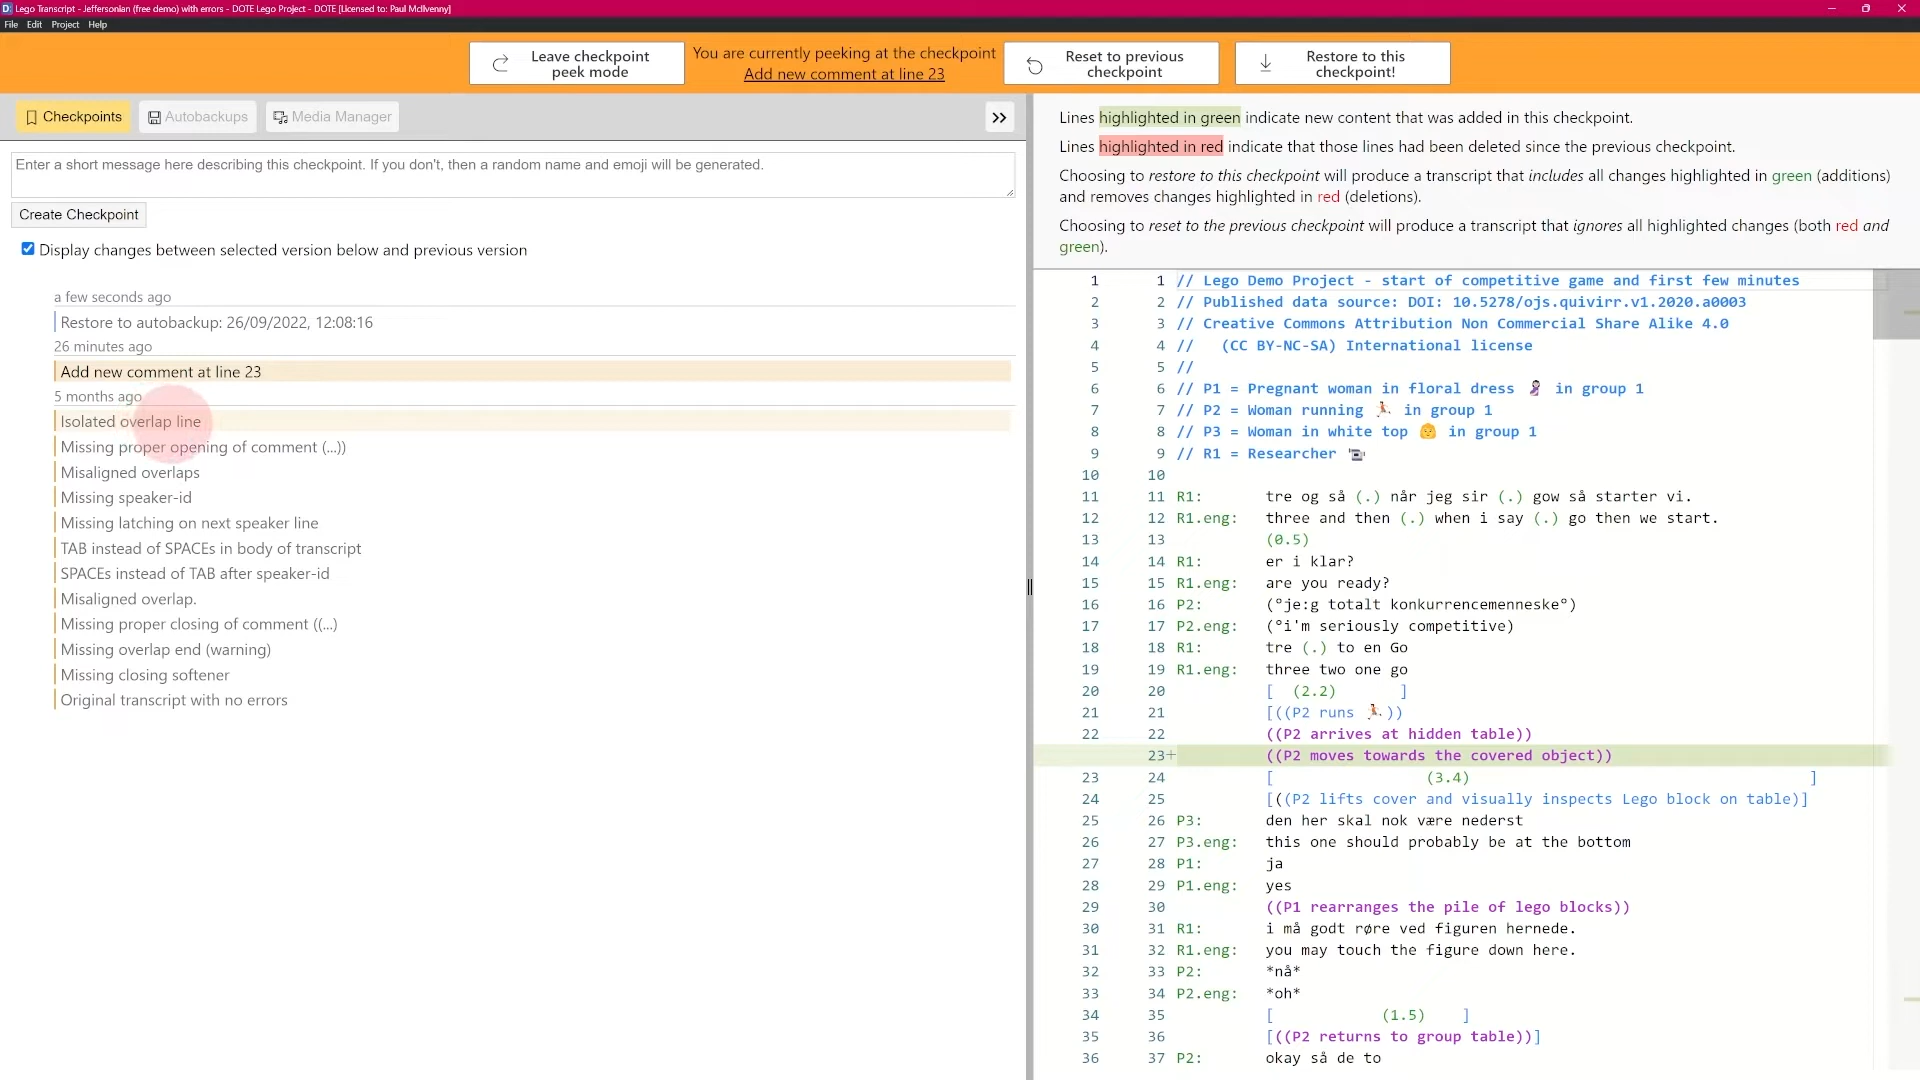 Lego Transcript - Jeffersonian (free demo) with errors - DOTE Lego Project - DOTE [Licensed to: Paul McIlvenny]
File Edit Project Help
Leave checkpoint
peek mode
You are currently peeking at the checkpoint
Add new comment at line 23
Reset to previous
checkpoint
Restore to this
checkpoint!
Checkpoints Autobackups Media Manager
Enter a short message here describing this checkpoint. If you don't, then a random name and emoji will be generated.
Create Checkpoint
Display changes between selected version below and previous version
a few seconds ago
Restore to autobackup: 26/09/2022, 12:08:16
26 minutes ago
Add new comment at line 23
5 months ago
Isolated overlap line
Missing proper opening of comment (...))
Misaligned overlaps
Missing speaker-id
Missing latching on next speaker line
TAB instead of SPACEs in body of transcript
SPACEs instead of TAB after speaker-id
Misaligned overlap.
Missing proper closing of comment ((...)
Missing overlap end (warning)
Missing closing softener
Original transcript with no errors
Lines highlighted in green indicate new content that was added in this checkpoint.
Lines highlighted in red indicate that those lines had been deleted since the previous checkpoint.
Choosing to restore to this checkpoint will produce a transcript that includes all changes highlighted in green (additions)
and removes changes highlighted in red (deletions).
Choosing to reset to the previous checkpoint will produce a transcript that ignores all highlighted changes (both red and
green).
1 1 // Lego Demo Project - start of competitive game and first few minutes
2 2 // Published data source: DOI: 10.5278/ojs.quivirr.v1.2020.a0003
3 3 // Creative Commons Attribution Non Commercial Share Alike 4.0
4 4 // (CC BY-NC-SA) International license
5 5 //
6 6 // P1 = Pregnant woman in floral dress 🤰 in group 1
7 7 // P2 = Woman running 🏃 in group 1
8 8 // P3 = Woman in white top 👩 in group 1
9 9 // R1 = Researcher 📹
10 10
11 11 R1: tre og så (.) når jeg sir (.) gow så starter vi.
12 12 R1.eng: three and then (.) when i say (.) go then we start.
13 13 (0.5)
14 14 R1: er i klar?
15 15 R1.eng: are you ready?
16 16 P2: (°je:g totalt konkurrencemenneske°)
17 17 P2.eng: (°i'm seriously competitive)
18 18 R1: tre (.) to en Go
19 19 R1.eng: three two one go
20 20 [ (2.2) ]
21 21 [((P2 runs 🏃))
22 22 ((P2 arrives at hidden table))
23+ ((P2 moves towards the covered object))
23 24 [ (3.4) ]
24 25 [((P2 lifts cover and visually inspects Lego block on table)]
25 26 P3: den her skal nok være nederst
26 27 P3.eng: this one should probably be at the bottom
27 28 P1: ja
28 29 P1.eng: yes
29 30 ((P1 rearranges the pile of lego blocks))
30 31 R1: i må godt røre ved figuren hernede.
31 32 R1.eng: you may touch the figure down here.
32 33 P2: *nå*
33 34 P2.eng: *oh*
34 35 [ (1.5) ]
35 36 [((P2 returns to group table))]
36 37 P2: okay så de to